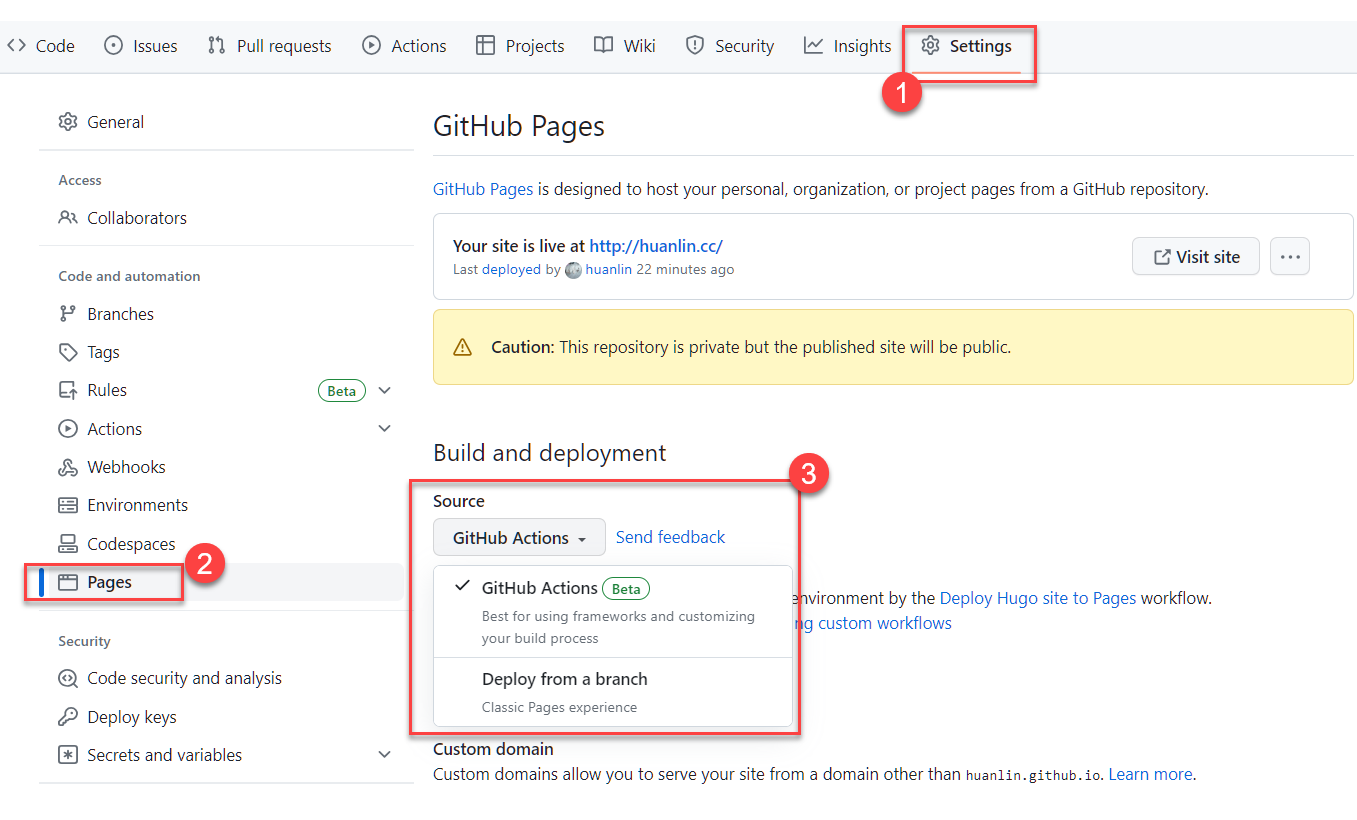 Code Issues Pull requests Actions Projects Wiki Security Insights Settings
1
General
Access
Collaborators
Code and automation
Branches
Tags
Rules Beta
Actions
Webhooks
Environments
Codespaces
Pages
2
Security
Code security and analysis
Deploy keys
Secrets and variables
GitHub Pages
GitHub Pages is designed to host your personal, organization, or project pages from a GitHub repository.
Your site is live at http://huanlin.cc/
Last deployed by huanlin 22 minutes ago
Visit site
Caution: This repository is private but the published site will be public.
Build and deployment
3
Source
GitHub Actions Send feedback
GitHub Actions Beta
Best for using frameworks and customizing
your build process
Deploy from a branch
Classic Pages experience
environment by the Deploy Hugo site to Pages workflow.
custom workflows
Custom domain
Custom domains allow you to serve your site from a domain other than huanlin.github.io. Learn more.